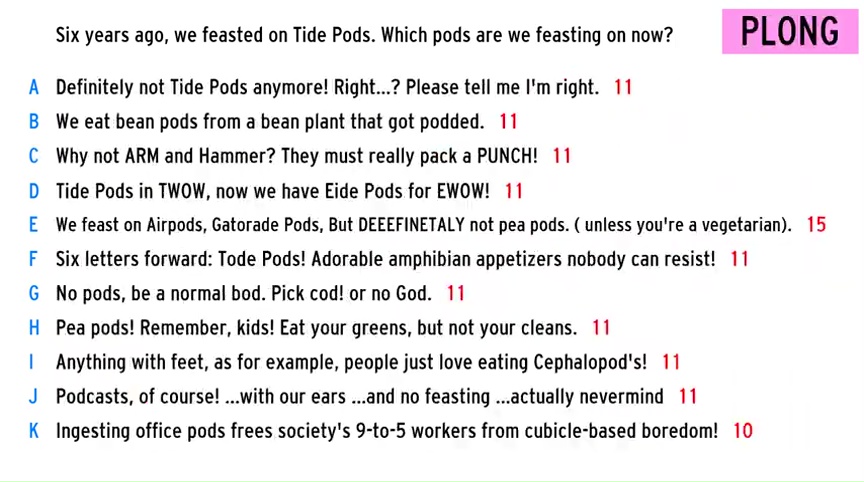 Six years ago, we feasted on Tide Pods. Which pods are we feasting on now?
PLONG
A Definitely not Tide Pods anymore! Right...? Please tell me I'm right. 11
B We eat bean pods from a bean plant that got podded. 11
C Why not ARM and Hammer? They must really pack a PUNCH! 11
D Tide Pods in TWOW, now we have Eide Pods for EWOW! 11
E We feast on Airpods, Gatorade Pods, But DEEEFINETALY not pea pods. ( unless you're a vegetarian). 15
F Six letters forward: Tode Pods! Adorable amphibian appetizers nobody can resist! 11
G No pods, be a normal bod. Pick cod! or no God. 11
H Pea pods! Remember, kids! Eat your greens, but not your cleans. 11
I Anything with feet, as for example, people just love eating Cephalopod's! 11
J Podcasts, of course! ...with our ears ...and no feasting ...actually nevermind 11
K Ingesting office pods frees society's 9-to-5 workers from cubicle-based boredom! 10